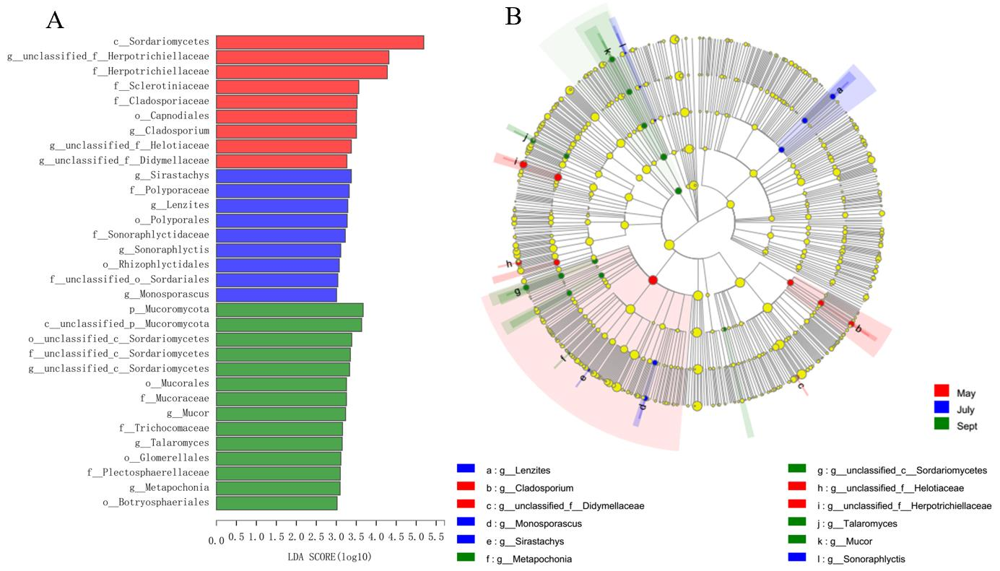 A
c__Sordariomycetes
g__unclassified_f__Herpotrichiellaceae
f__Herpotrichiellaceae
f__Sclerotiniaceae
f__Cladosporiaceae
o__Capnodiales
g__Cladosporium
g__unclassified_f__Helotiaceae
g__unclassified_f__Didymellaceae
g__Sirastachys
f__Polyporaceae
g__Lenzites
o__Polyporales
f__Sonoraphlyctidaceae
g__Sonoraphlyctis
o__Rhizophlyctidales
f__unclassified_o__Sordariales
g__Monosporascus
p__Mucoromycota
c__unclassified_p__Mucoromycota
o__unclassified_c__Sordariomycetes
f__unclassified_c__Sordariomycetes
g__unclassified_c__Sordariomycetes
o__Mucorales
f__Mucoraceae
g__Mucor
f__Trichocomaceae
g__Talaromyces
o__Glomerellales
f__Plectosphaerellaceae
g__Metapochonia
o__Botryosphaeriales
0.0 0.5 1.0 1.5 2.0 2.5 3.0 3.5 4.0 4.5 5.0 5.5
LDA SCORE(log10)
B
a
b
c
d
e
f
g
h
i
j
k
l
May
July
Sept
a : g__Lenzites
b : g__Cladosporium
c : g__unclassified_f__Didymellaceae
d : g__Monosporascus
e : g__Sirastachys
f : g__Metapochonia
g : g__unclassified_c__Sordariomycetes
h : g__unclassified_f__Helotiaceae
i : g__unclassified_f__Herpotrichiellaceae
j : g__Talaromyces
k : g__Mucor
l : g__Sonoraphlyctis